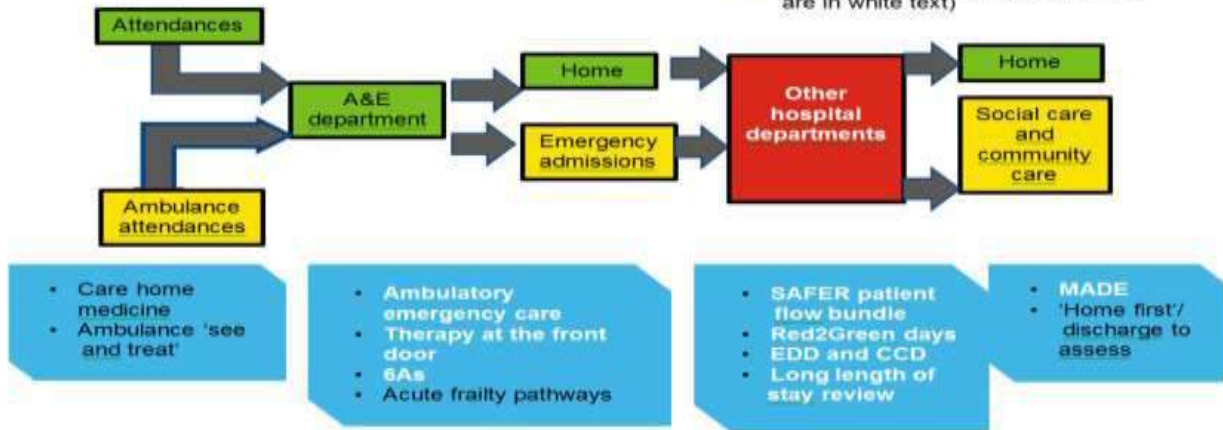 are in white text)
Attendances
A&E
department
Ambulance
attendances
Home
Emergency
admissions
Other
hospital
departments
Home
Social care
and
community
care
• Care home
medicine
• Ambulance 'see
and treat'
• Ambulatory
emergency care
• Therapy at the front
door
• 6As
• Acute frailty pathways
• SAFER patient
flow bundle
• Red2Green days
• EDD and CCD
• Long length of
stay review
• MADE
• 'Home first'/
discharge to
assess